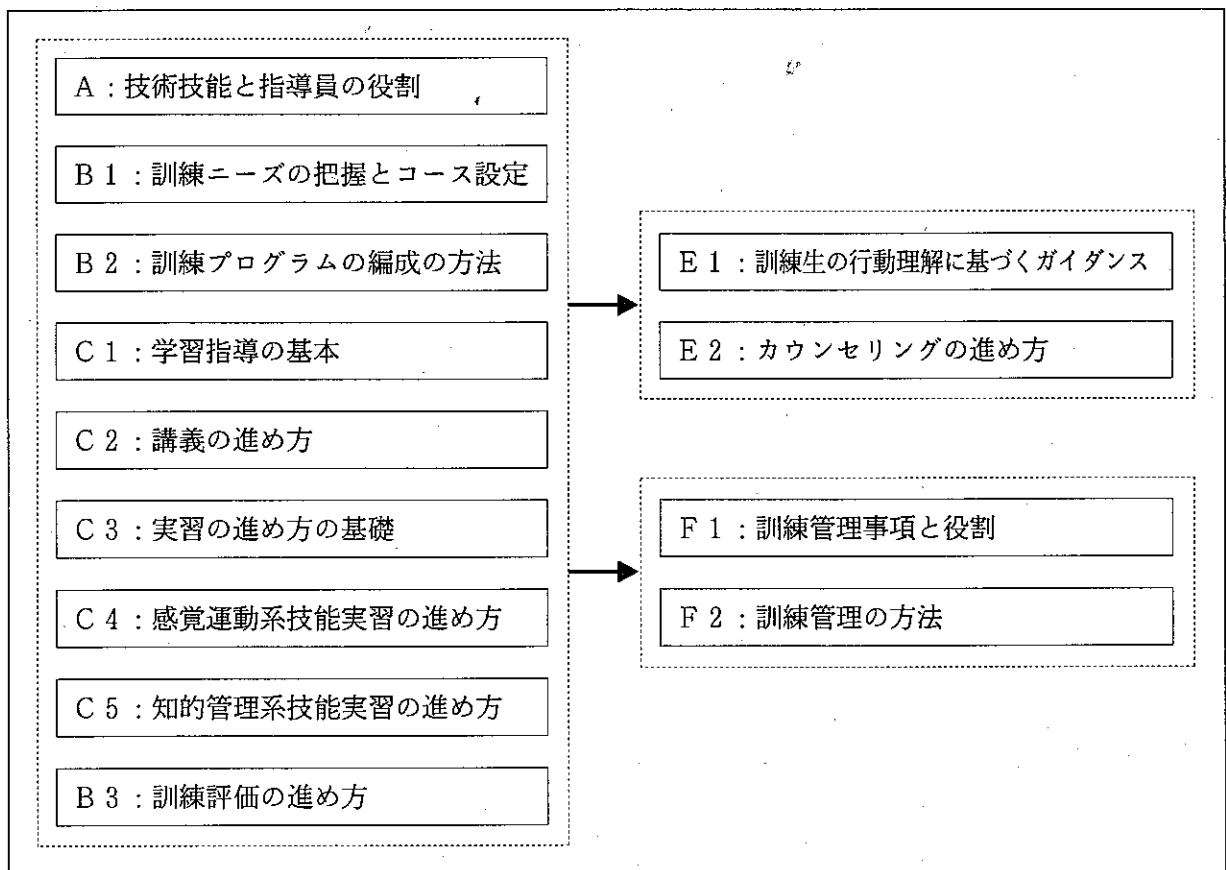 A：技術技能と指導員の役割
B1：訓練ニーズの把握とコース設定
B2：訓練プログラムの編成の方法
C1：学習指導の基本
C2：講義の進め方
C3：実習の進め方の基礎
C4：感覚運動系技能実習の進め方
C5：知的管理系技能実習の進め方
B3：訓練評価の進め方
E1：訓練生の行動理解に基づくガイダンス
E2：カウンセリングの進め方
F1：訓練管理事項と役割
F2：訓練管理の方法